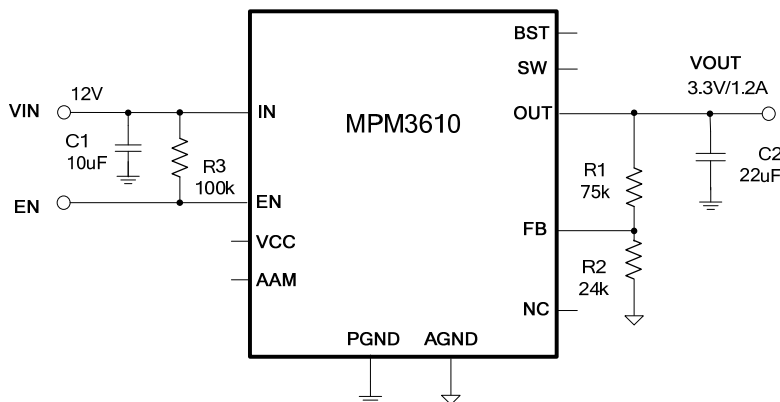 BST
VOUT
SW
3.3V/1.2A
12V
VIN
IN
OUT
MPM3610
C1
10uF
R3
100k
R1
75k
C2
22uF
EN
EN
FB
VCC
R2
24k
AAM
NC
PGND
AGND